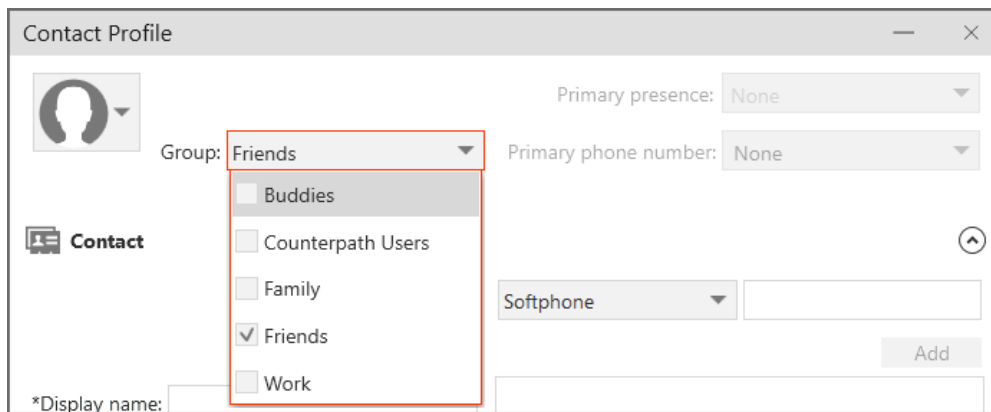 Contact Profile
Primary presence: None
Group: Friends
Primary phone number: None
Buddies
Contact
Counterpath Users
Family
Softphone
Friends
Add
Work
*Display name: